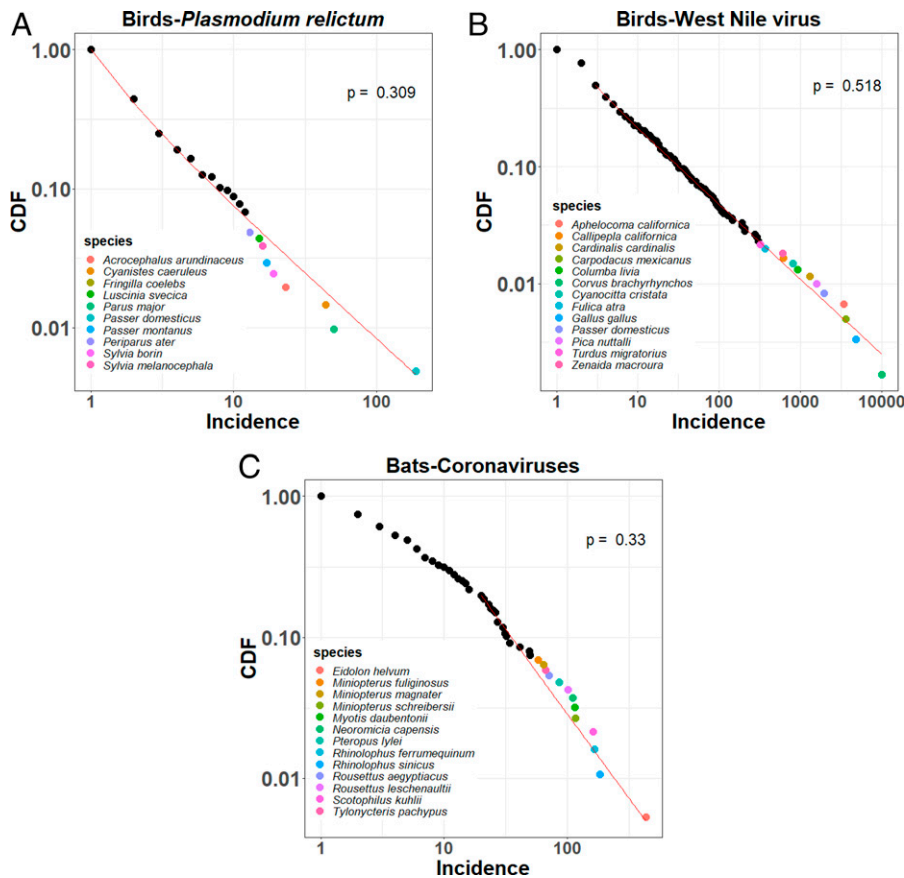 A
Birds-Plasmodium relictum
1.00
0.10
0.01
CDF
p = 0.309
species
Acrocephalus arundinaceus
Cyanistes caeruleus
Fringilla coelebs
Luscinia svecica
Parus major
Passer domesticus
Passer montanus
Periparus ater
Sylvia borin
Sylvia melanocephala
1 10 100
Incidence
B
Birds-West Nile virus
1.00
0.10
0.01
CDF
p = 0.518
species
Aphelocoma californica
Callipepla californica
Cardinalis cardinalis
Carpodacus mexicanus
Columba livia
Corvus brachyrhynchos
Cyanocitta cristata
Fulica atra
Gallus gallus
Passer domesticus
Pica nuttalli
Turdus migratorius
Zenaida macroura
1 10 100 1000 10000
Incidence
C
Bats-Coronaviruses
1.00
0.10
0.01
CDF
p = 0.33
species
Eidolon helvum
Miniopterus fuliginosus
Miniopterus magnater
Miniopterus schreibersii
Myotis daubentonii
Neoromicia capensis
Pteropus lylei
Rhinolophus ferrumequinum
Rhinolophus sinicus
Rousettus aegyptiacus
Rousettus leschenaultii
Scotophilus kuhlii
Tylonycteris pachypus
1 10 100
Incidence